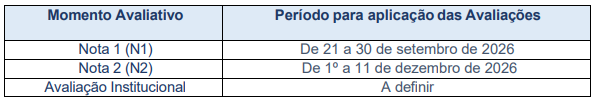 Momento Avaliativo Período para aplicação das Avaliações
Nota 1 (N1) De 21 a 30 de setembro de 2026
Nota 2 (N2) De 1º a 11 de dezembro de 2026
Avaliação Institucional A definir